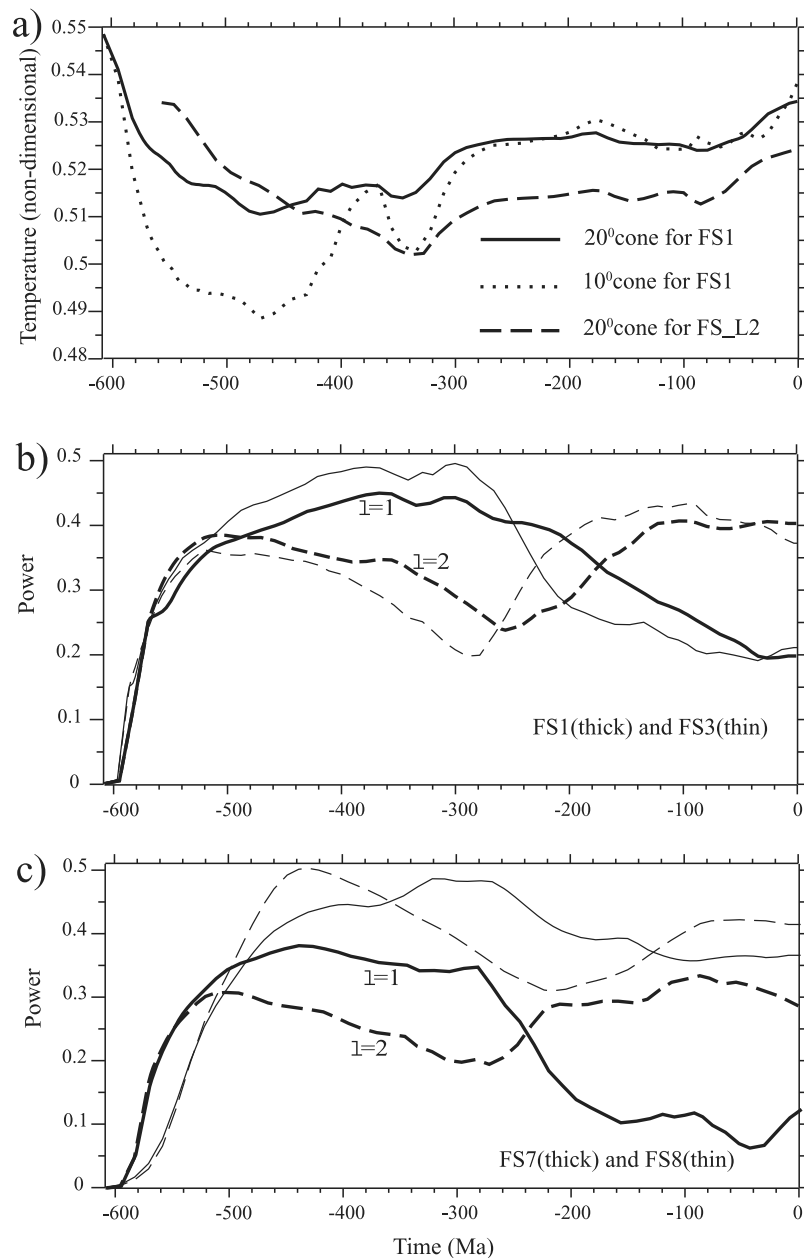 a)
0.55
0.54
0.53
0.52
0.51
0.5
0.49
0.48
Temperature (non-dimensional)
20⁰cone for FS1
10⁰cone for FS1
20⁰cone for FS_L2
-600 -500 -400 -300 -200 -100 0
b)
0.5
0.4
0.3
0.2
0.1
0
Power
l=1
l=2
FS1(thick) and FS3(thin)
-600 -500 -400 -300 -200 -100 0
c)
0.5
0.4
0.3
0.2
0.1
0
Power
l=1
l=2
FS7(thick) and FS8(thin)
-600 -500 -400 -300 -200 -100 0
Time (Ma)